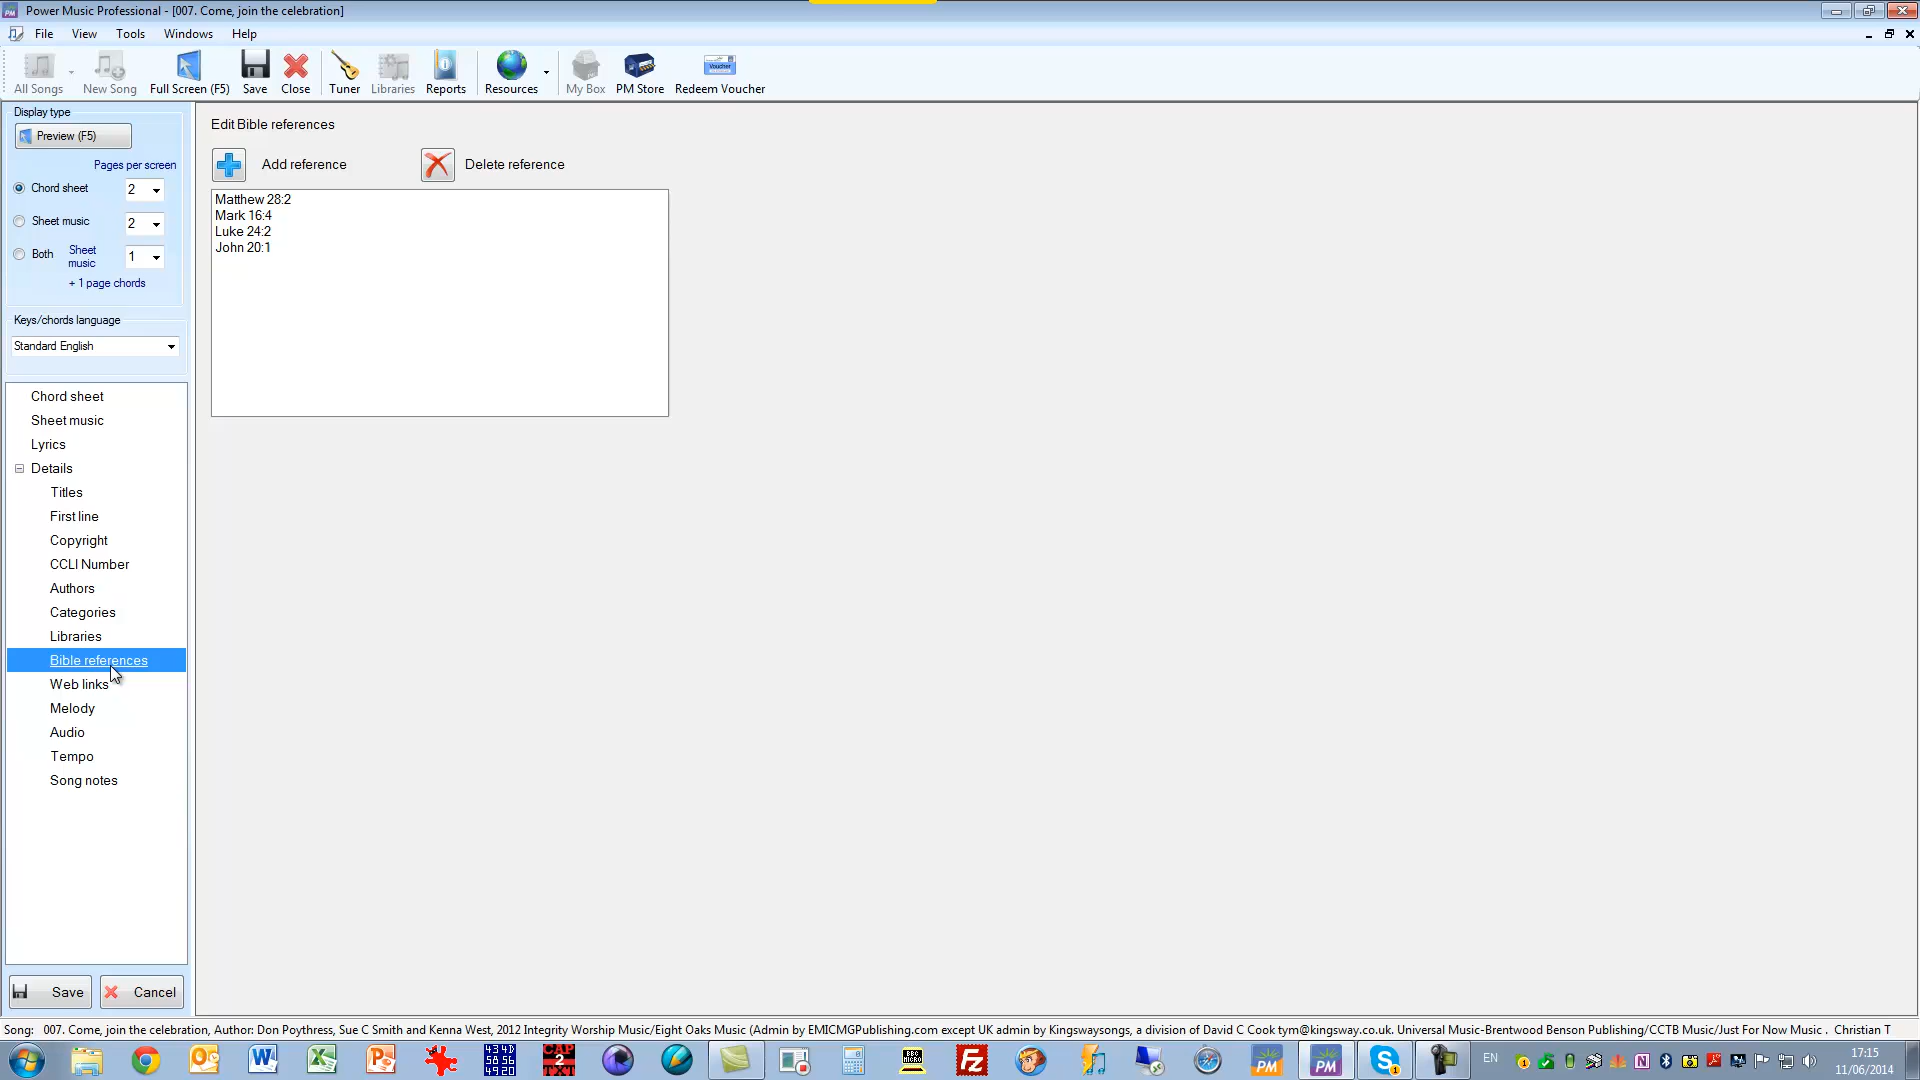 Power Music Professional - [007. Come, join the celebration]
File View Tools Windows Help
All Songs New Song Full Screen (F5) Save Close Tuner Libraries Reports Resources My Box PM Store Redeem Voucher
Display type
Preview (F5)
Pages per screen
Chord sheet 2
Sheet music 2
Both Sheet music 1
+ 1 page chords
Keys/chords language
Standard English
Chord sheet
Sheet music
Lyrics
Details
Titles
First line
Copyright
CCLI Number
Authors
Categories
Libraries
Bible references
Web links
Melody
Audio
Tempo
Song notes
Save Cancel
Edit Bible references
Add reference Delete reference
Matthew 28:2
Mark 16:4
Luke 24:2
John 20:1
Song: 007. Come, join the celebration, Author: Don Poythress, Sue C Smith and Kenna West, 2012 Integrity Worship Music/Eight Oaks Music (Admin by EMICMGPublishing.com except UK admin by Kingswaysongs, a division of David C Cook tym@kingsway.co.uk. Universal Music-Brentwood Benson Publishing/CCTB Music/Just For Now Music . Christian T
EN
17:15
11/06/2014